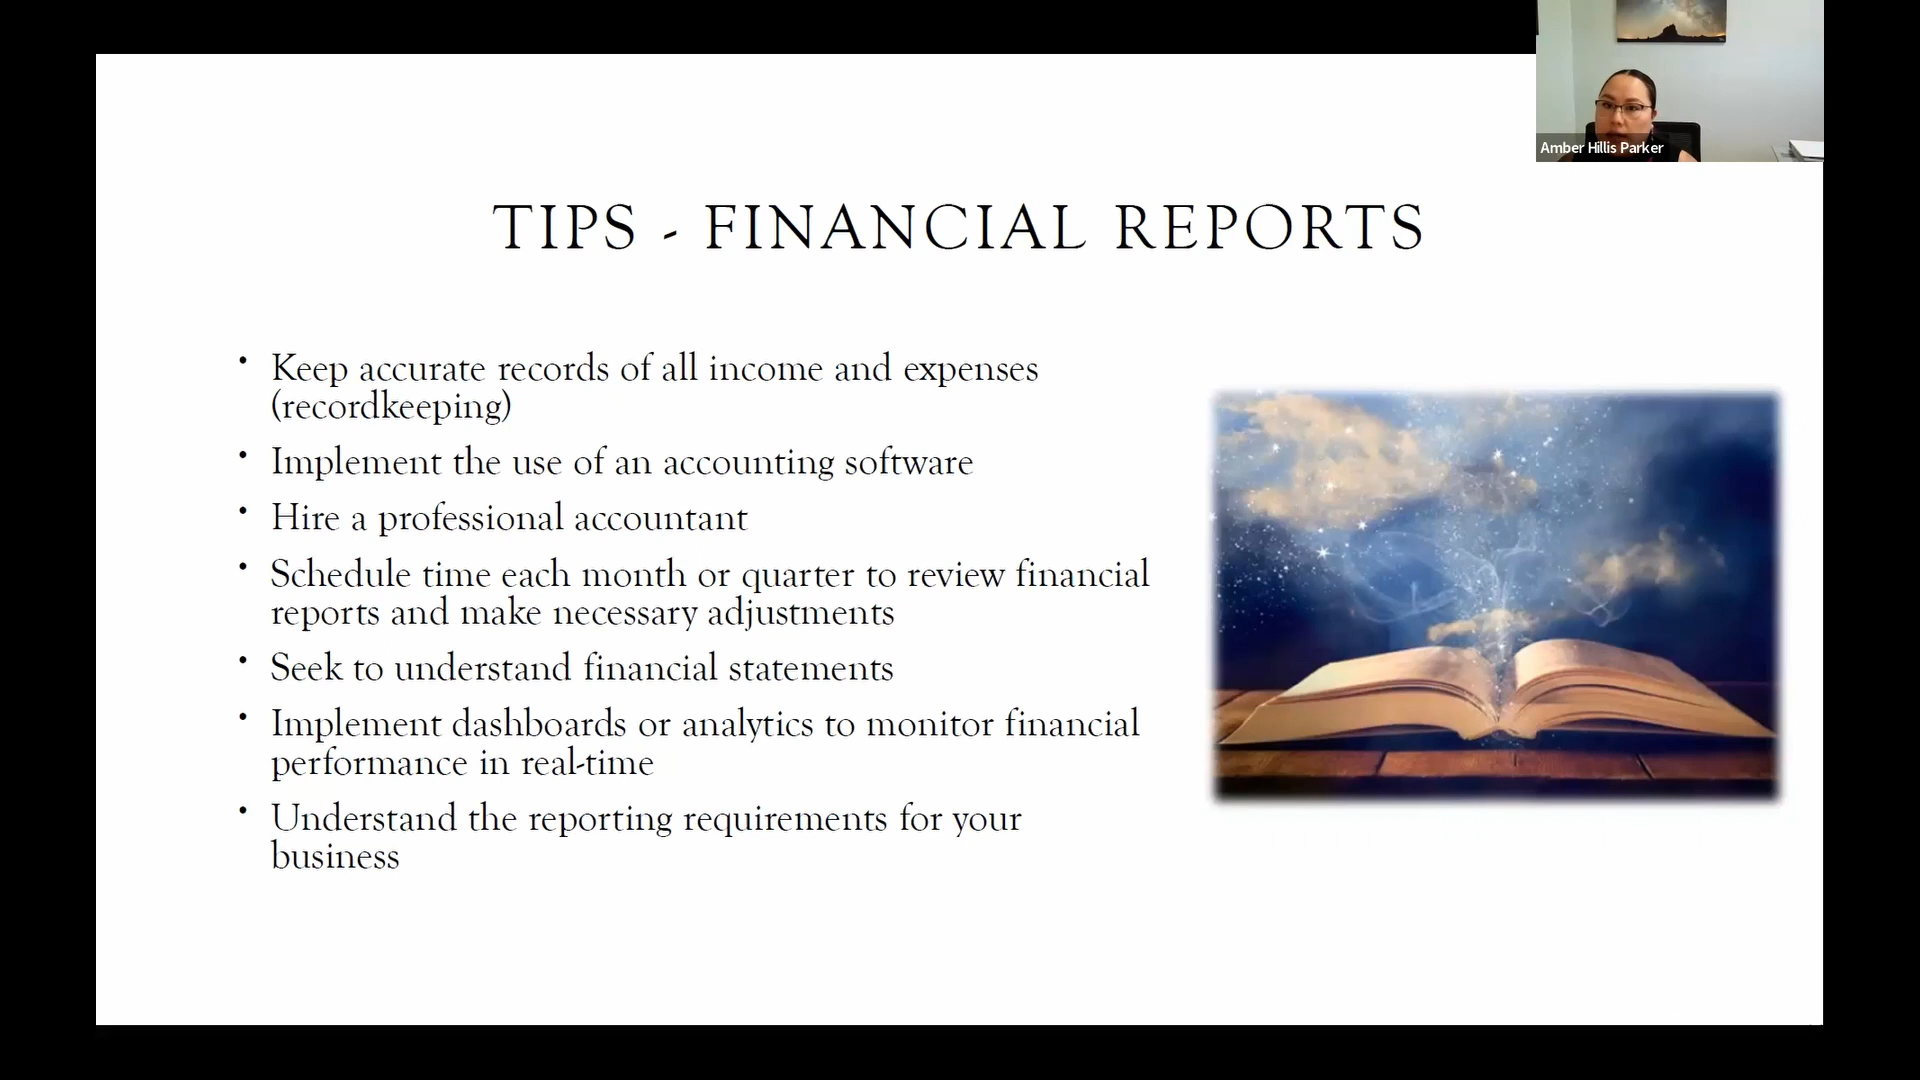 Amber Hillis Parker
TIPS - FINANCIAL REPORTS
• Keep accurate records of all income and expenses
(recordkeeping)
• Implement the use of an accounting software
• Hire a professional accountant
• Schedule time each month or quarter to review financial
reports and make necessary adjustments
• Seek to understand financial statements
• Implement dashboards or analytics to monitor financial
performance in real-time
• Understand the reporting requirements for your
business